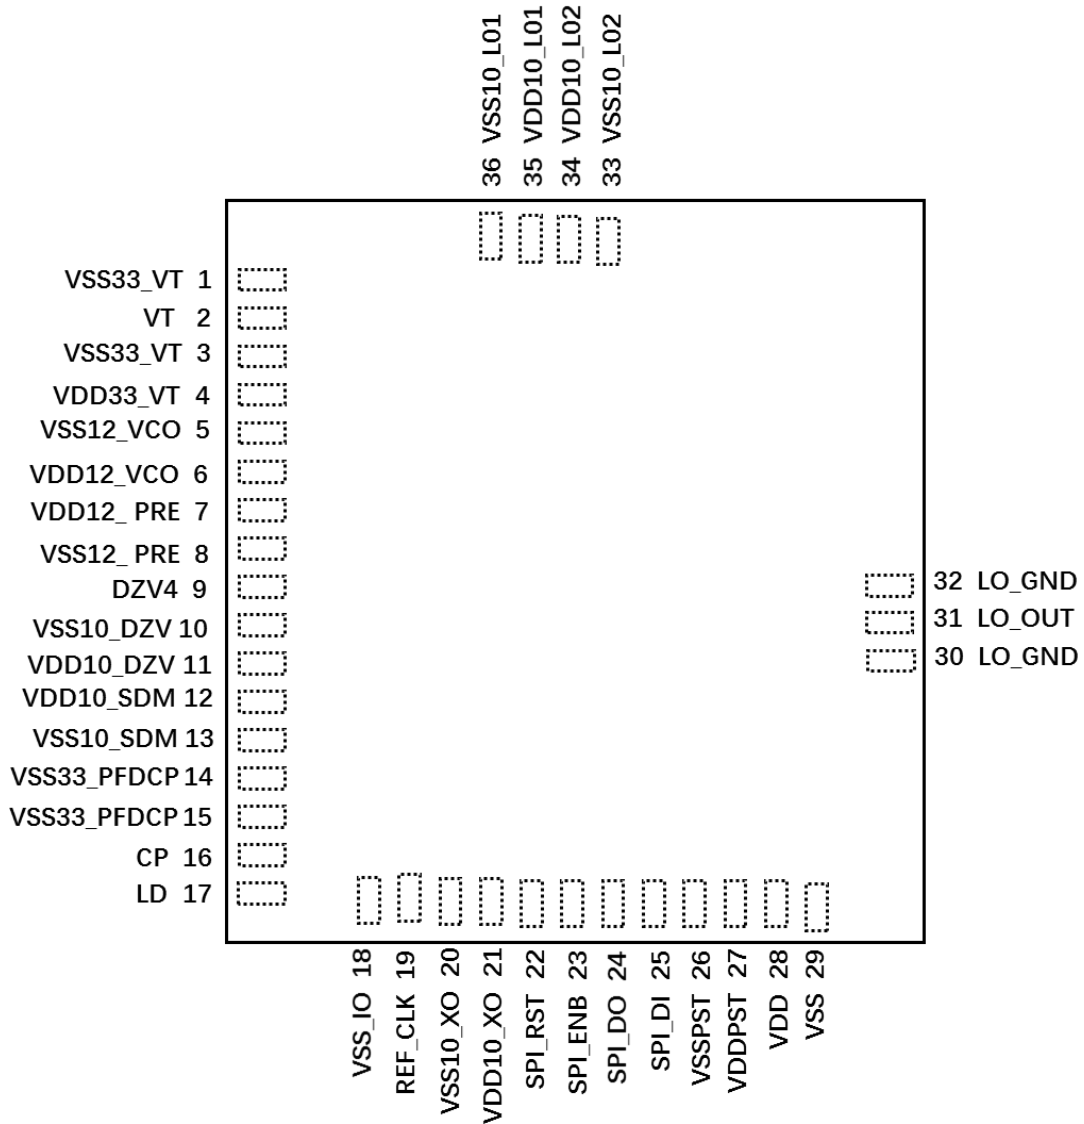 36 VSS10_L01
35 VDD10_L01
34 VDD10_L02
33 VSS10_L02
VSS33_VT 1
VT 2
VSS33_VT 3
VDD33_VT 4
VSS12_VCO 5
VDD12_VCO 6
VDD12_ PRE 7
VSS12_ PRE 8
DZV4 9
VSS10_DZV 10
VDD10_DZV 11
VDD10_SDM 12
VSS10_SDM 13
VSS33_PFDCP 14
VSS33_PFDCP 15
CP 16
LD 17
32 LO_GND
31 LO_OUT
30 LO_GND
VSS_IO 18
REF_CLK 19
VSS10_XO 20
VDD10_XO 21
SPI_RST 22
SPI_ENB 23
SPI_DO 24
SPI_DI 25
VSSPST 26
VDDPST 27
VDD 28
VSS 29